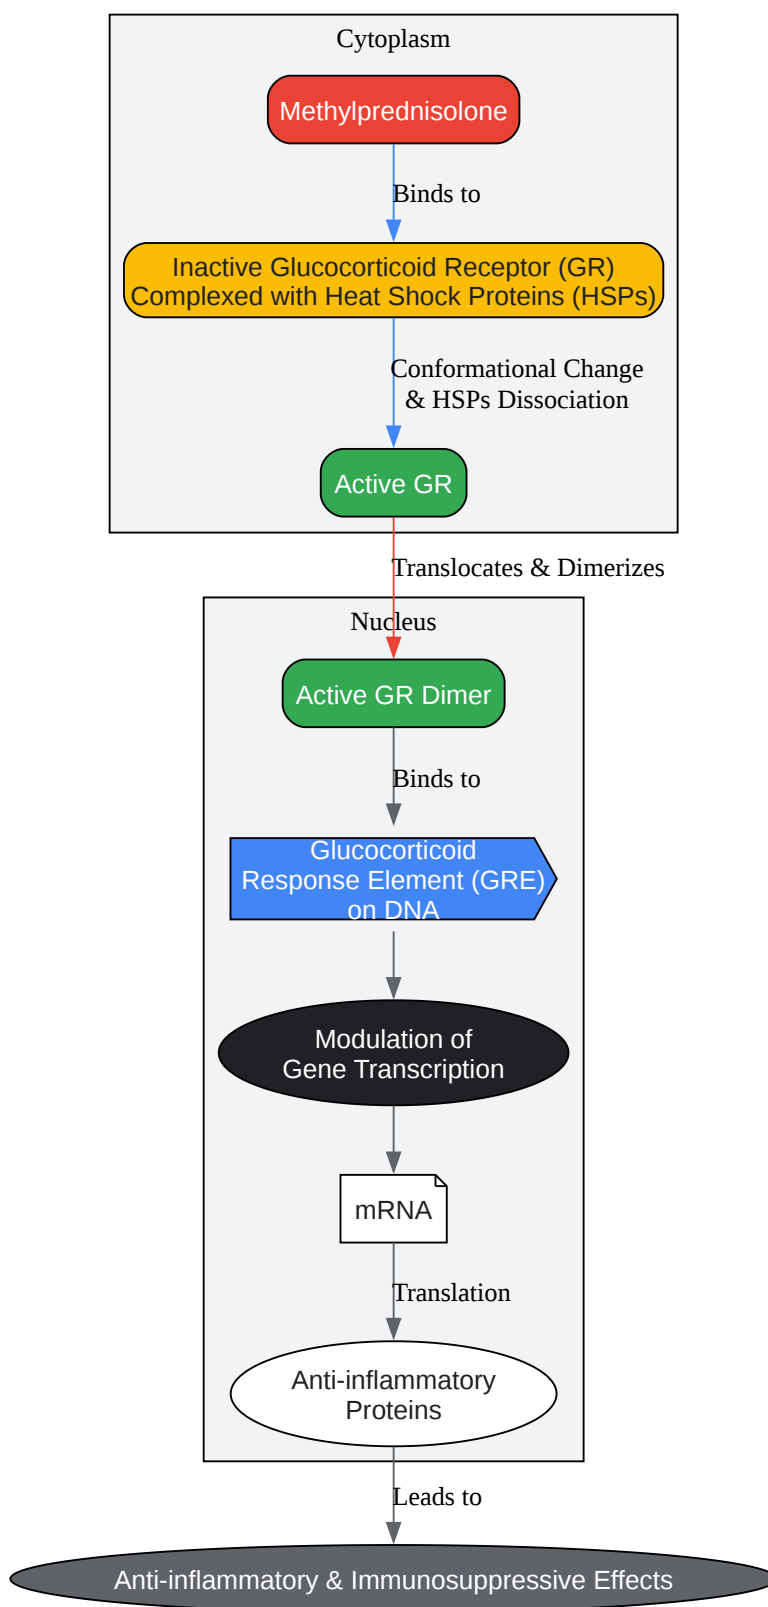 Cytoplasm
Methylprednisolone
Binds to
Inactive Glucocorticoid Receptor (GR)
Complexed with Heat Shock Proteins (HSPs)
Conformational Change
& HSPs Dissociation
Active GR
Translocates & Dimerizes
Nucleus
Active GR Dimer
Binds to
Glucocorticoid
Response Element (GRE)
on DNA
Modulation of
Gene Transcription
mRNA
Translation
Anti-inflammatory
Proteins
Leads to
Anti-inflammatory & Immunosuppressive Effects